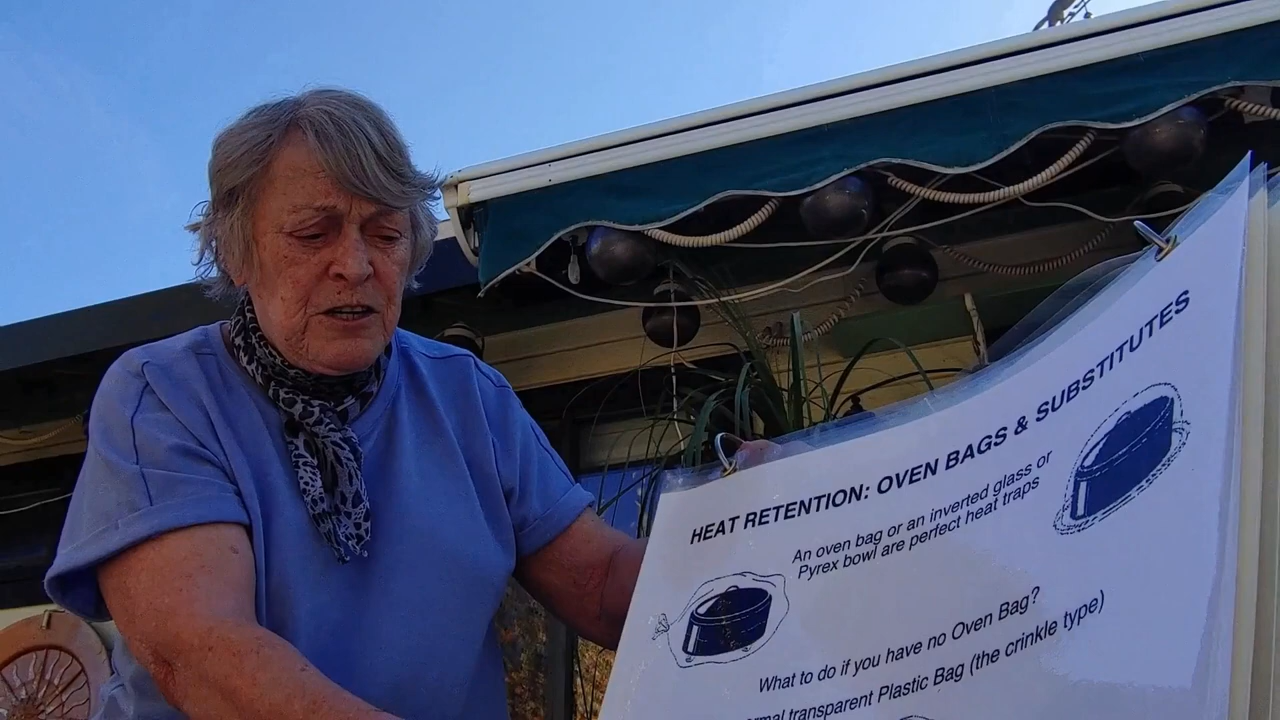 HEAT RETENTION: OVEN BAGS & SUBSTITUTES
An oven bag or an inverted glass or
Pyrex bowl are perfect heat traps
What to do if you have no Oven Bag?
transparent Plastic Bag (the crinkle type)